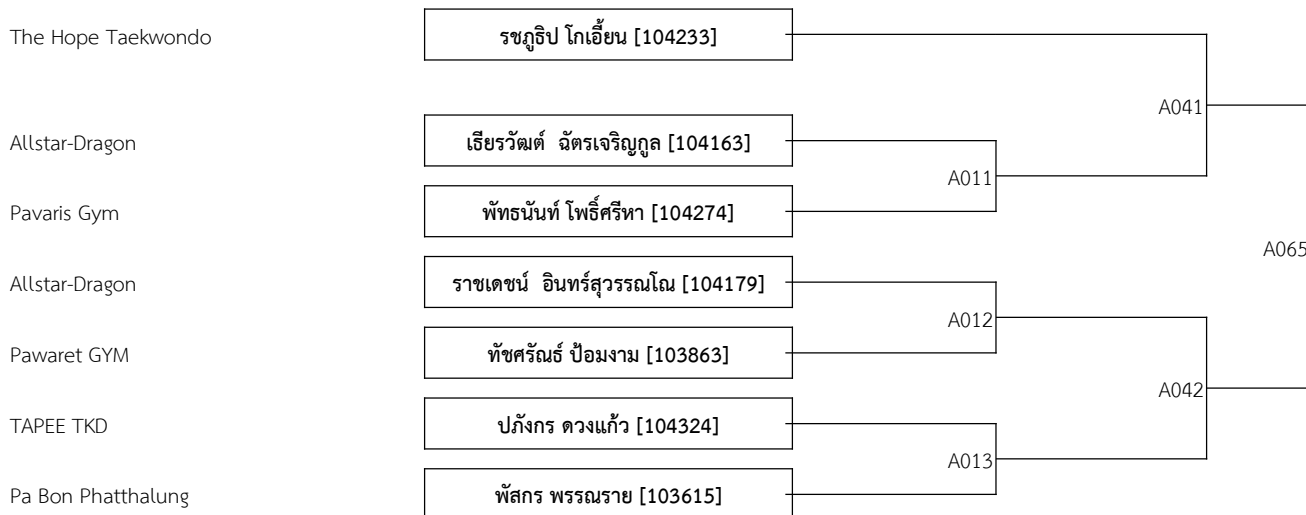 The Hope Taekwondo รชภูธิป โกเอี้ยน [104233]
A041
Allstar-Dragon เธียรวัฒต์ ฉัตรเจริญกูล [104163]
A011
Pavaris Gym พัทธนันท์ โพธิ์ศรีหา [104274]
A065
Allstar-Dragon ราชเดชน์ อินทร์สุวรรณโณ [104179]
A012
Pawaret GYM ทัชศรัณธ์ ป้อมงาม [103863]
A042
TAPEE TKD ปภังกร ดวงแก้ว [104324]
A013
Pa Bon Phatthalung พัสกร พรรณราย [103615]